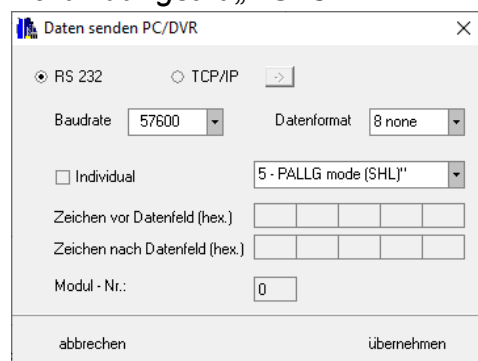 Daten senden PC/DVR
RS 232 TCP/IP ->
Baudrate 57600 Datenformat 8 none
Individual 5 - PALLG mode (SHL)"
Zeichen vor Datenfeld (hex.)
Zeichen nach Datenfeld (hex.)
Modul - Nr.: 0
abbrechen übernehmen